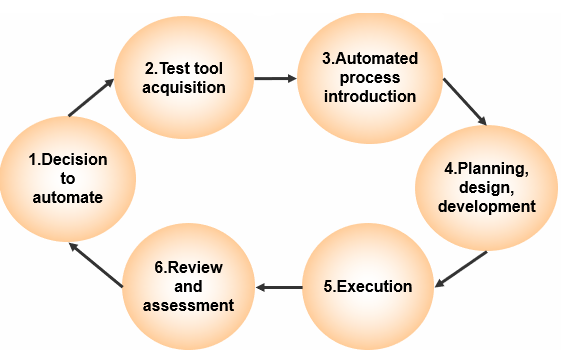 1.Decision
to
automate
2.Test tool
acquisition
3.Automated
process
introduction
4.Planning,
design,
development
5.Execution
6.Review
and
assessment